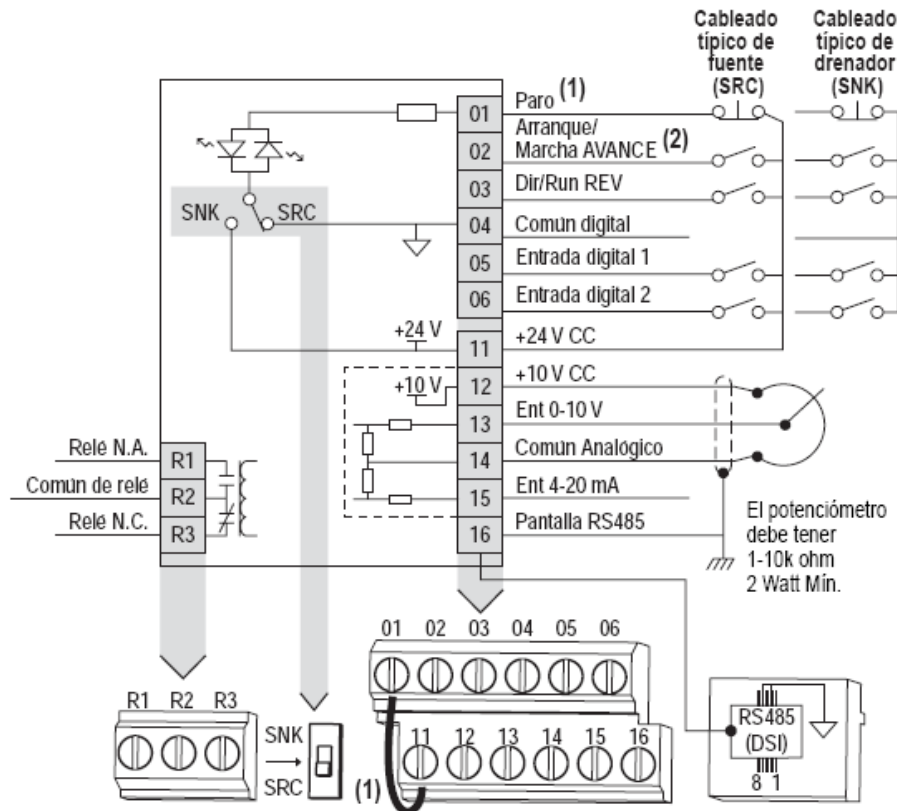 Cableado
típico de
fuente
(SRC)
Cableado
típico de
drenador
(SNK)
01 Paro (1)
02 Arranque/
Marcha AVANCE (2)
03 Dir/Run REV
04 Común digital
05 Entrada digital 1
06 Entrada digital 2
SNK SRC
+24 V 11 +24 V CC
+10 V 12 +10 V CC
13 Ent 0-10 V
14 Común Analógico
15 Ent 4-20 mA
16 Pantalla RS485
Relé N.A. R1
Común de relé R2
Relé N.C. R3
El potenciómetro
debe tener
1-10k ohm
2 Watt Mín.
01 02 03 04 05 06
11 12 13 14 15 16
R1 R2 R3
SNK
SRC
(1)
RS485
(DSI)
8 1